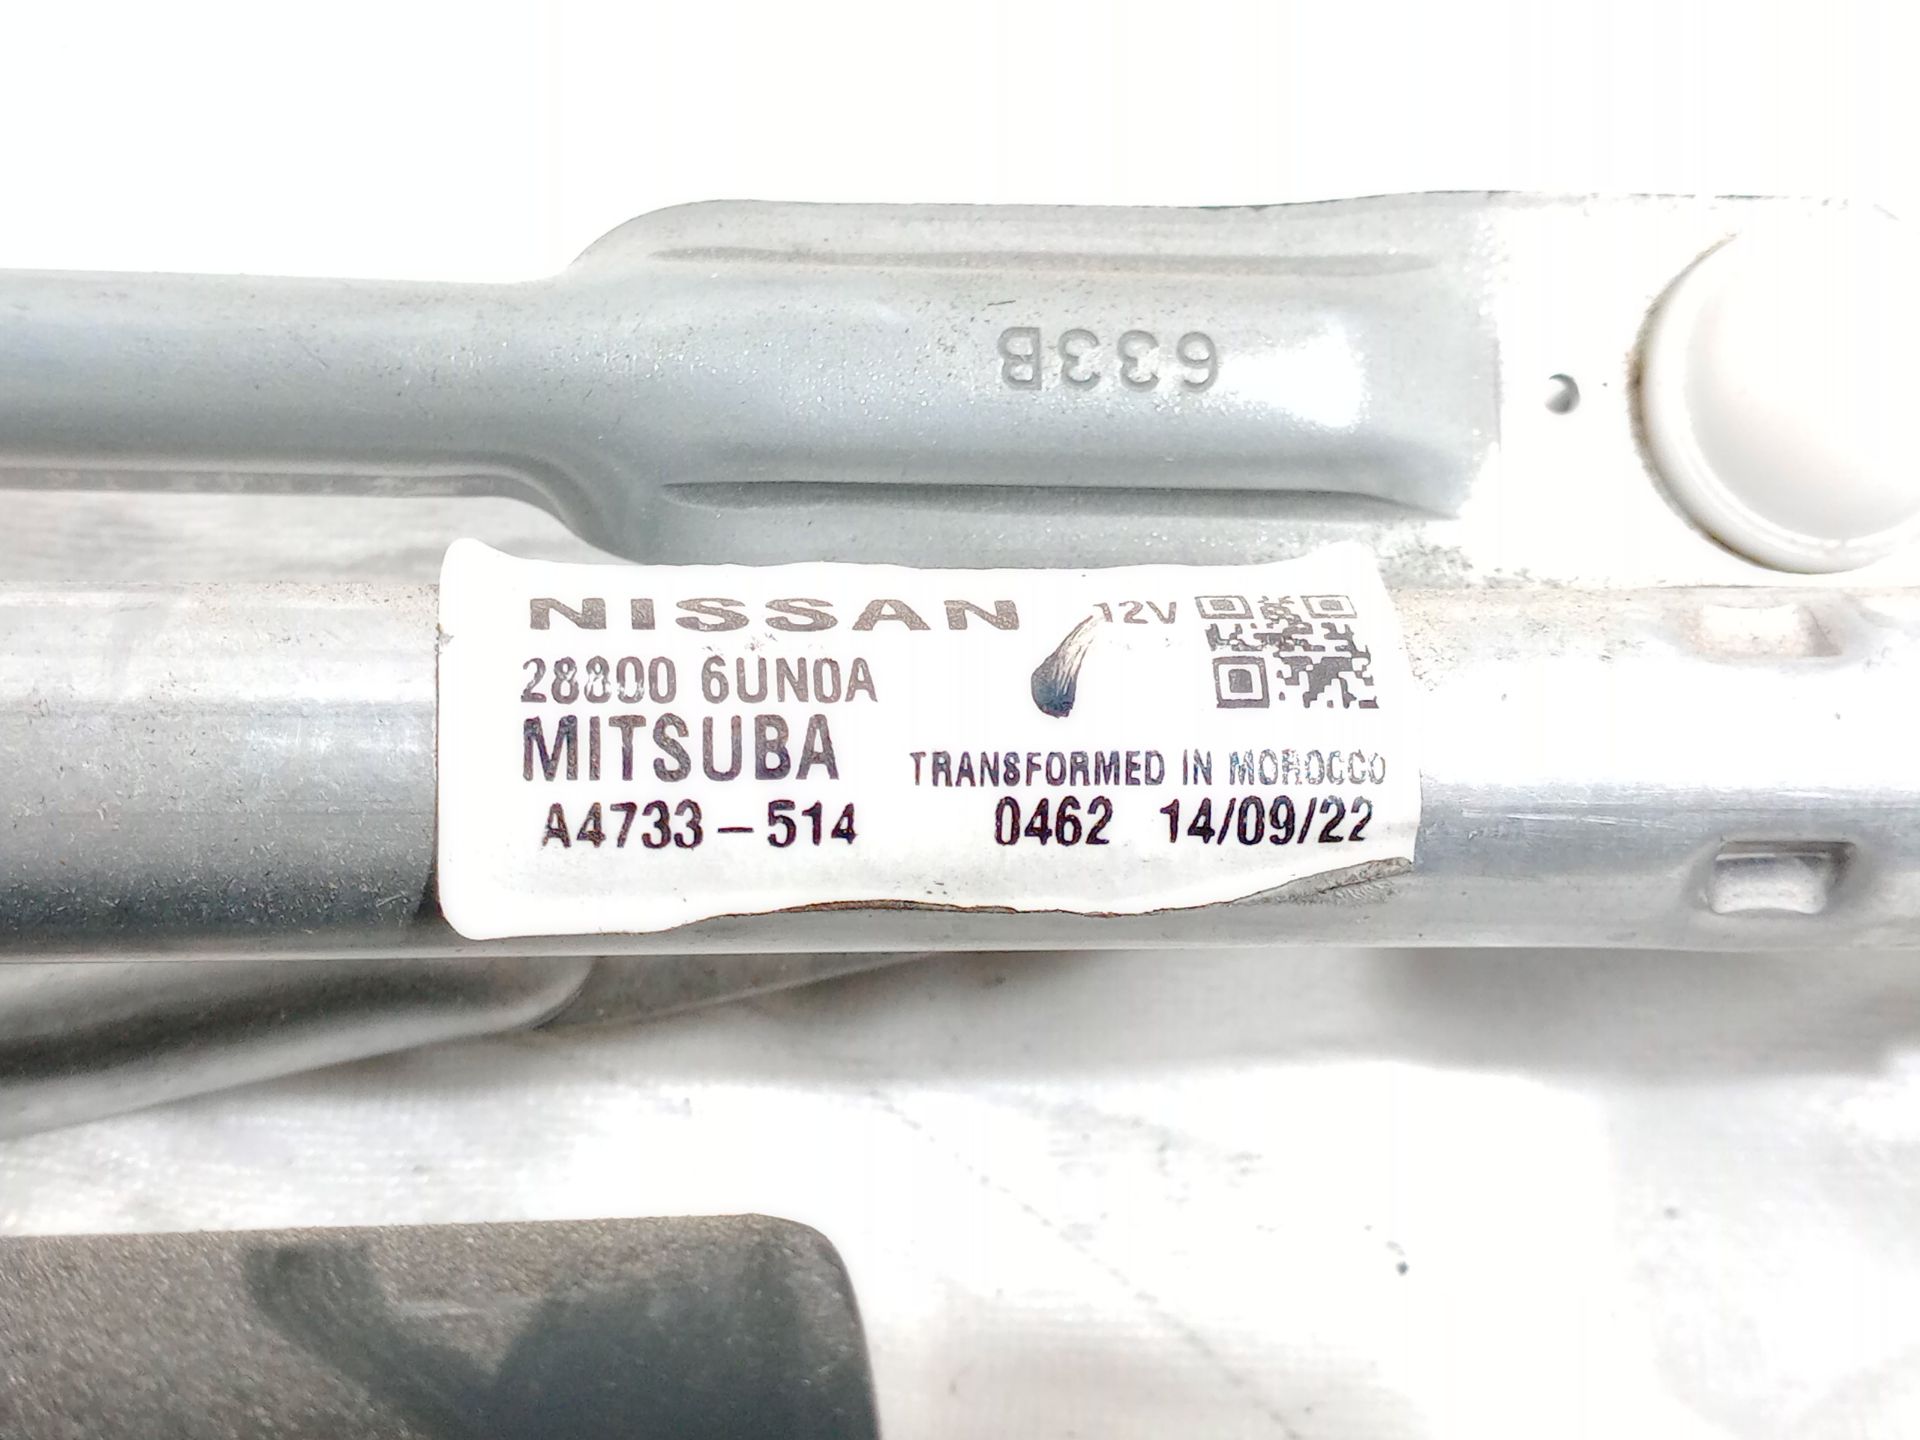 633B
NISSAN 12V
28800 6UN0A
MITSUBA
TRANSFORMED IN MOROCCO
A4733-514 0462 14/09/22